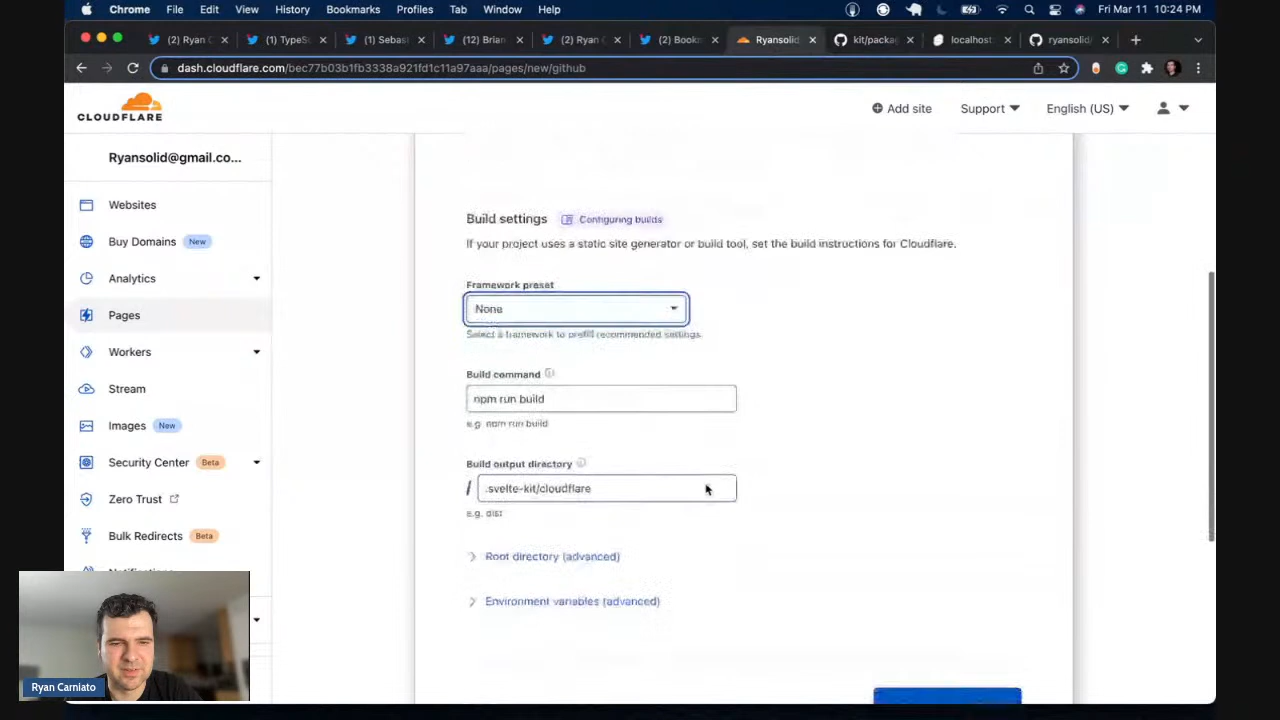 Chrome File Edit View History Bookmarks Profiles Tab Window Help Fri Mar 11 10:24 PM
(2) Ryan C (1) TypeSc (1) Sebast (12) Brian (2) Ryan C (2) Bookm Ryansolid kit/packag localhost ryansolid/
dash.cloudflare.com/bec77b03b1fb3338a921fd1c11a97aaa/pages/new/github
CLOUDFLARE
Add site Support English (US)
Ryansolid@gmail.co...
Websites
Buy Domains New
Analytics
Pages
Workers
Stream
Images New
Security Center Beta
Zero Trust
Bulk Redirects Beta
Notifications
Build settings Configuring builds
If your project uses a static site generator or build tool, set the build instructions for Cloudflare.
Framework preset
None
Select a framework to prefill recommended settings.
Build command
npm run build
e.g. npm run build
Build output directory
/ .svelte-kit/cloudflare
e.g. dist
Root directory (advanced)
Environment variables (advanced)
Ryan Carniato